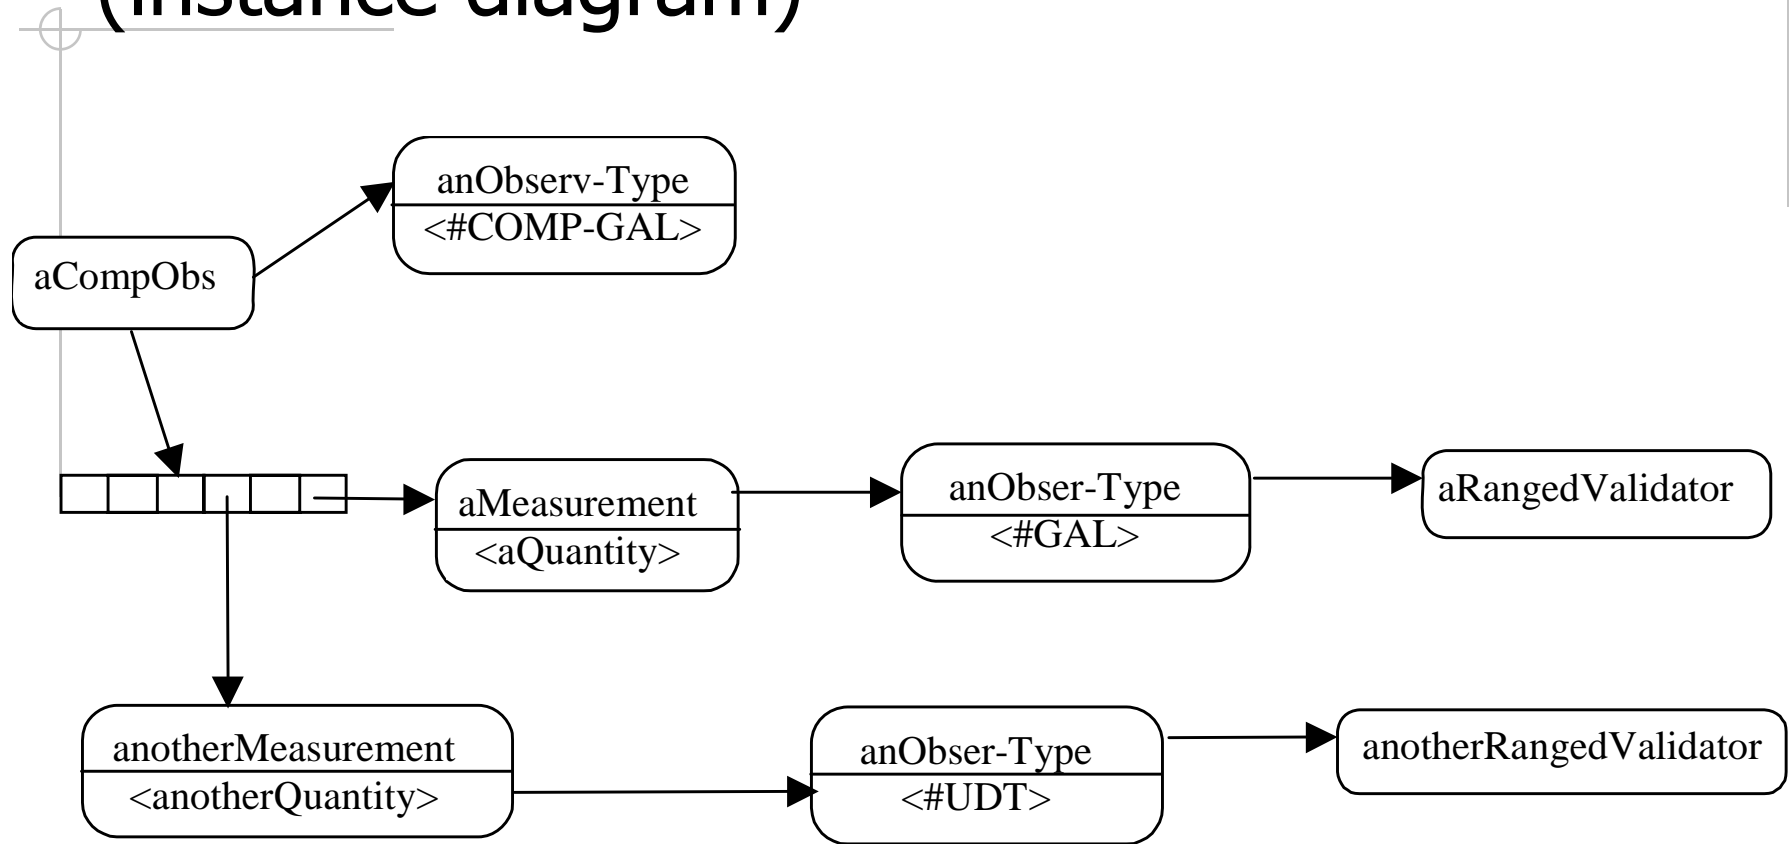 (instance diagram)
anObserv-Type
<#COMP-GAL>
aCompObs
aMeasurement
<aQuantity>
anObser-Type
<#GAL>
aRangedValidator
anotherMeasurement
<anotherQuantity>
anObser-Type
<#UDT>
anotherRangedValidator